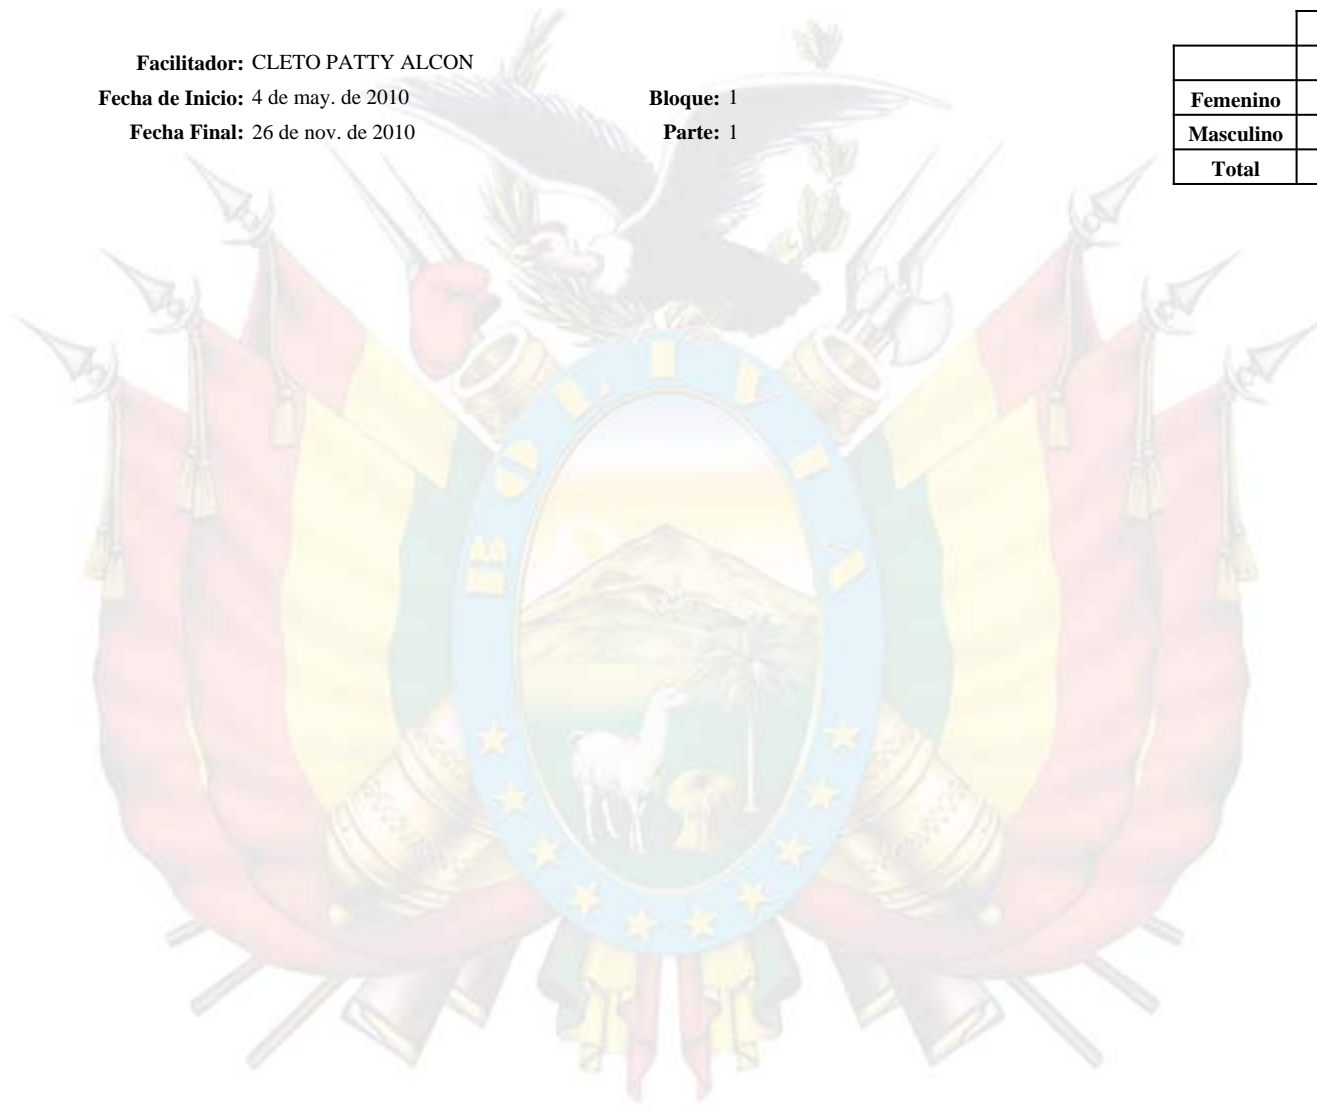 Facilitador: CLETO PATTY ALCON
Fecha de Inicio: 4 de may. de 2010 Bloque: 1
Fecha Final: 26 de nov. de 2010 Parte: 1
Femenino
Masculino
Total
BOLIVIA